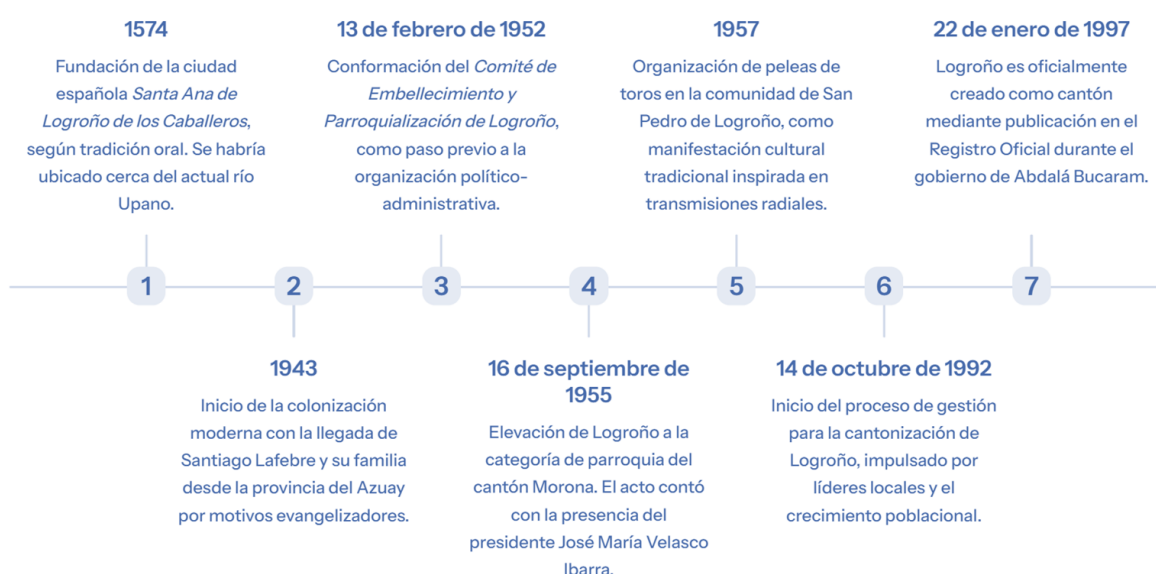 1574
Fundación de la ciudad
española Santa Ana de
Logroño de los Caballeros,
según tradición oral. Se habría
ubicado cerca del actual río
Upano.
13 de febrero de 1952
Conformación del Comité de
Embellecimiento y
Parroquialización de Logroño,
como paso previo a la
organización político-
administrativa.
1957
Organización de peleas de
toros en la comunidad de San
Pedro de Logroño, como
manifestación cultural
tradicional inspirada en
transmisiones radiales.
22 de enero de 1997
Logroño es oficialmente
creado como cantón
mediante publicación en el
Registro Oficial durante el
gobierno de Abdalá Bucaram.
1
2
3
4
5
6
7
1943
Inicio de la colonización
moderna con la llegada de
Santiago Lafebre y su familia
desde la provincia del Azuay
por motivos evangelizadores.
16 de septiembre de
1955
Elevación de Logroño a la
categoría de parroquia del
cantón Morona. El acto contó
con la presencia del
presidente José María Velasco
Ibarra.
14 de octubre de 1992
Inicio del proceso de gestión
para la cantonización de
Logroño, impulsado por
líderes locales y el
crecimiento poblacional.